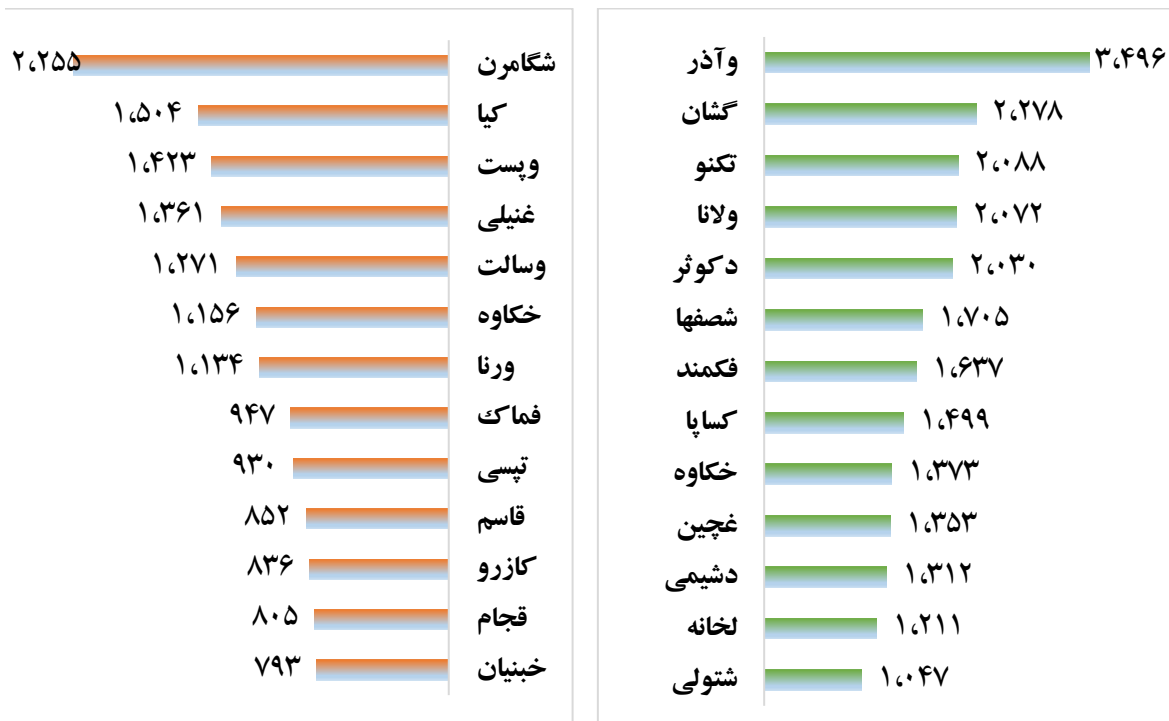 وآذر ۳،۴۹۶
گشان ۲،۲۷۸
تکنو ۲،۰۸۸
ولانا ۲،۰۷۲
دکوثر ۲،۰۳۰
شصفها ۱،۷۰۵
فکمند ۱،۶۳۷
کساپا ۱،۴۹۹
خکاوه ۱،۳۷۳
غچین ۱،۳۵۳
دشیمی ۱،۳۱۲
لخانه ۱،۲۱۱
شتولی ۱،۰۴۷
شگامرن ۲،۲۵۵
کیا ۱،۵۰۴
وپست ۱،۴۲۳
غنیلی ۱،۳۶۱
وسالت ۱،۲۷۱
خکاوه ۱،۱۵۶
ورنا ۱،۱۳۴
فماک ۹۴۷
تپسی ۹۳۰
قاسم ۸۵۲
کازرو ۸۳۶
قجام ۸۰۵
خبنیان ۷۹۳